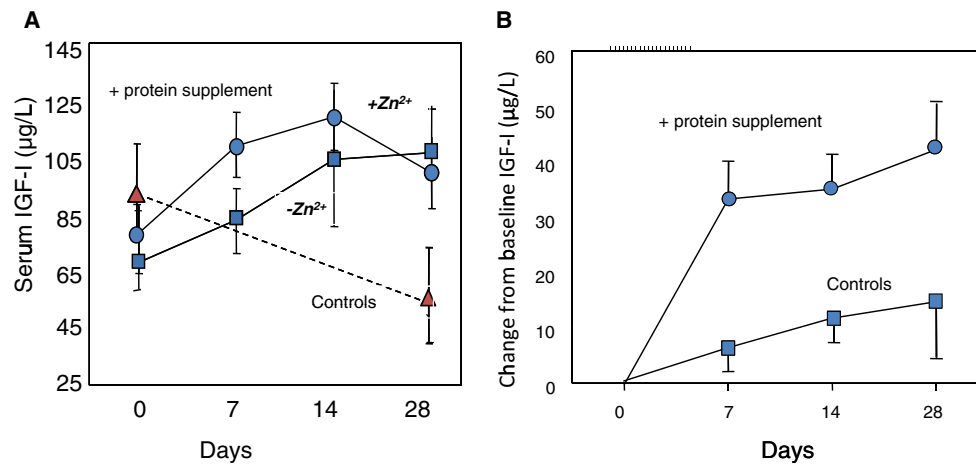 A
145
125
105
85
65
45
25
Serum IGF-I (µg/L)
+ protein supplement
+Zn²⁺
-Zn²⁺
Controls
0 7 14 28
Days
B
60
50
40
30
20
10
0
Change from baseline IGF-I (µg/L)
+ protein supplement
Controls
0 7 14 28
Days